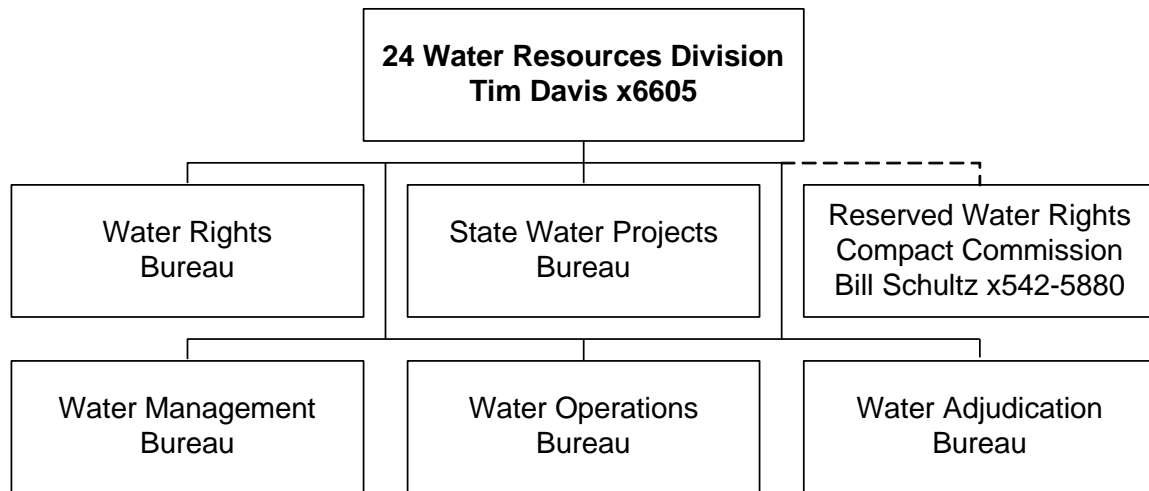 24 Water Resources Division
Tim Davis x6605
Water Rights
Bureau
State Water Projects
Bureau
Reserved Water Rights
Compact Commission
Bill Schultz x542-5880
Water Management
Bureau
Water Operations
Bureau
Water Adjudication
Bureau